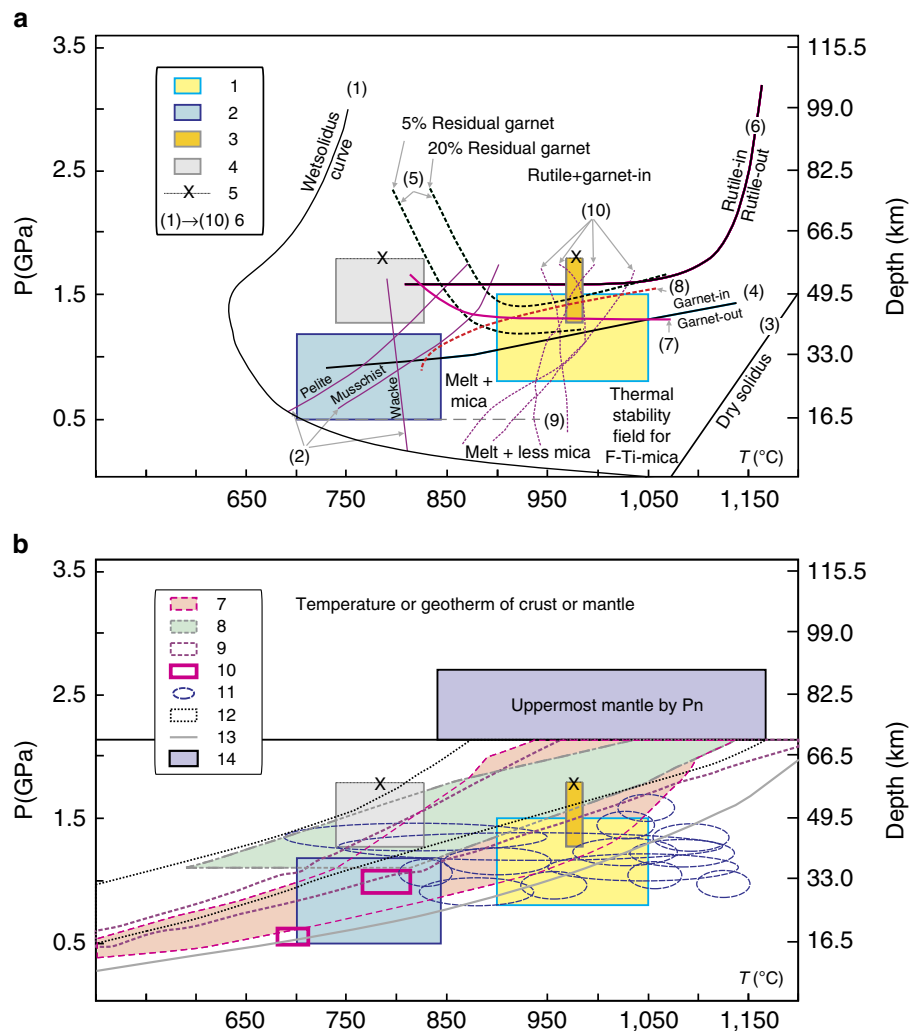 a
3.5
2.5
1.5
0.5
P(GPa)
115.5
99.0
82.5
66.5
49.5
33.0
16.5
Depth (km)
1
2
3
4
X 5
(1)→(10) 6
(1)
Wetsolidus
curve
5% Residual garnet
20% Residual garnet
(5)
Rutile+garnet-in
(10)
(6)
Rutile-in
Rutile-out
X
X
(8)
Garnet-in
(4)
Garnet-out
(3)
(7)
Pelite
Musschist
Wacke
Melt +
mica
(2)
(9)
Melt + less mica
Thermal
stability
field for
F-Ti-mica
Dry solidus
T (°C)
650
750
850
950
1,050
1,150
b
3.5
2.5
1.5
0.5
P(GPa)
115.5
99.0
82.5
66.5
49.5
33.0
16.5
Depth (km)
7
8
9
10
11
12
13
14
Temperature or geotherm of crust or mantle
Uppermost mantle by Pn
X
X
T (°C)
650
750
850
950
1,050
1,150